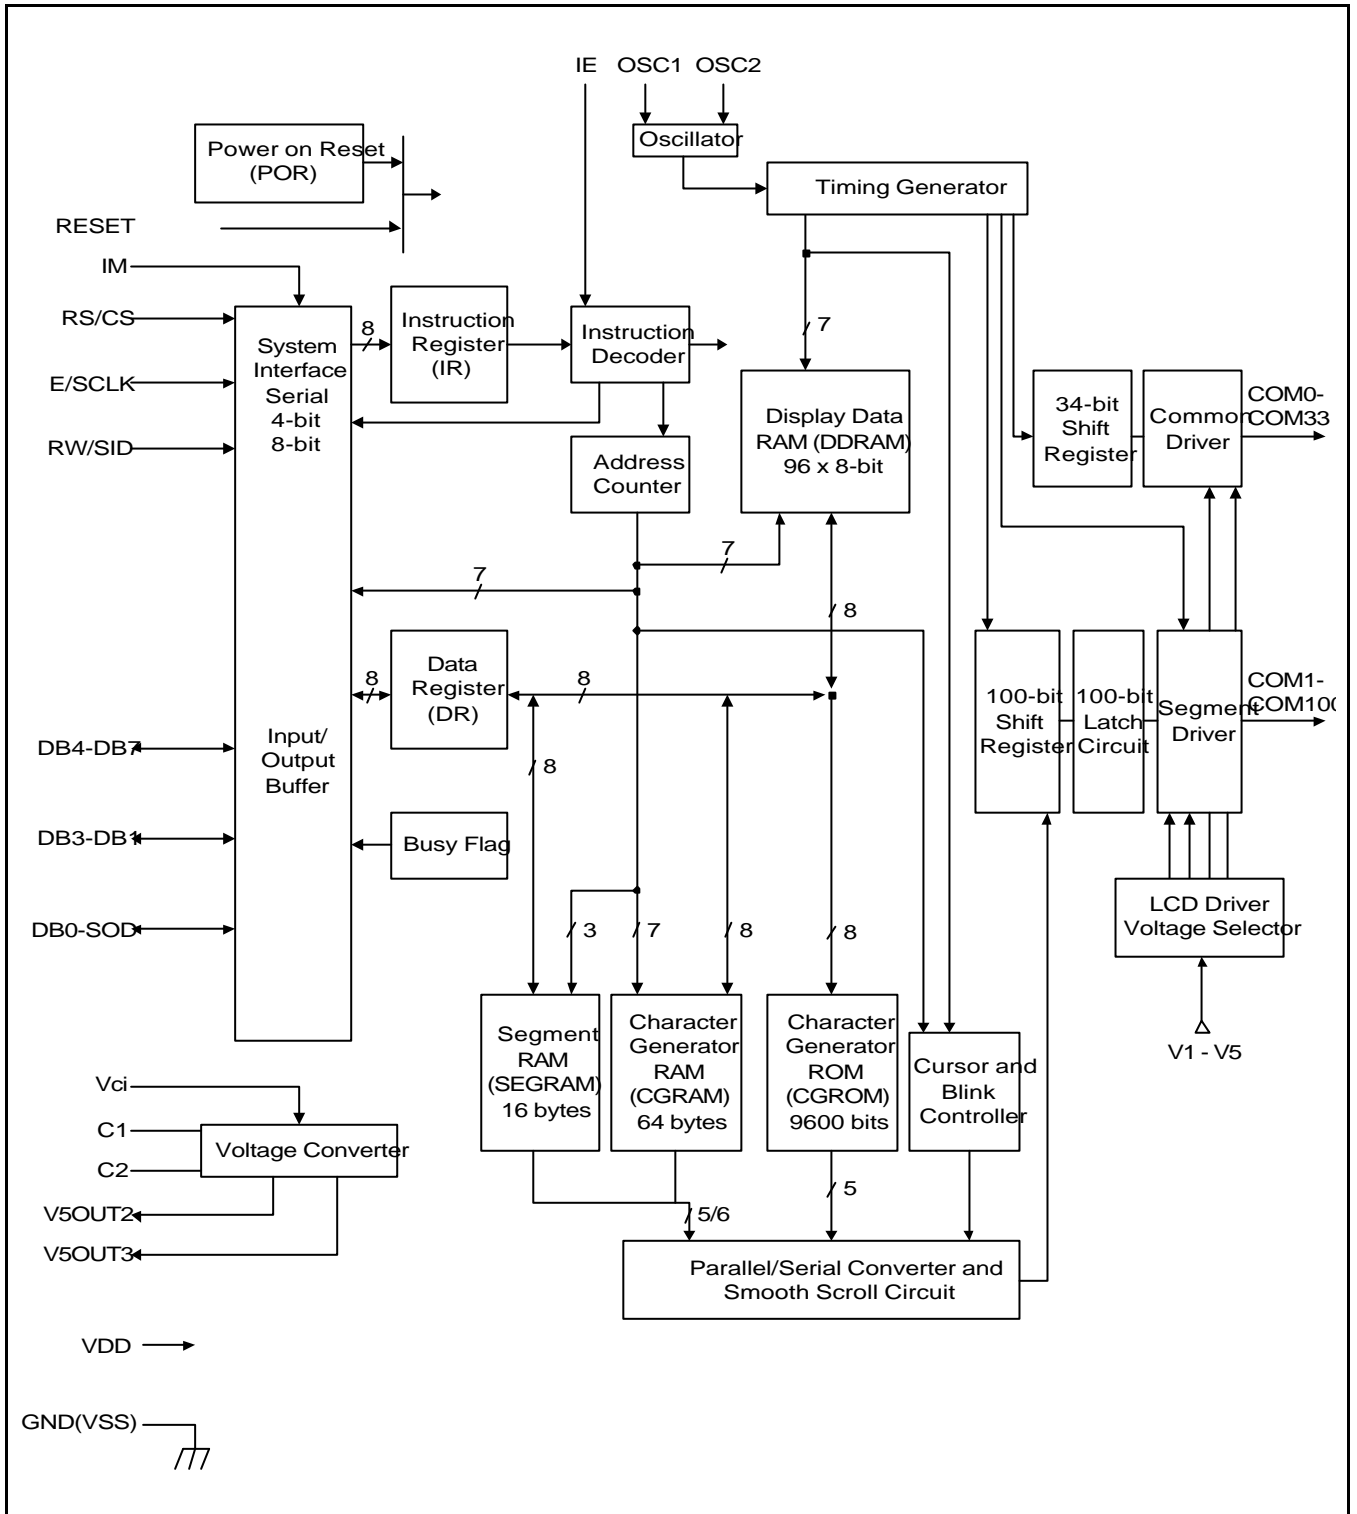 IE OSC1 OSC2
Power on Reset
(POR)
Oscillator
Timing Generator
RESET
IM
RS/CS
E/SCLK
RW/SID
System
Interface
Serial
4-bit
8-bit
8
Instruction
Register
(IR)
Instruction
Decoder
7
Display Data
RAM (DDRAM)
96 x 8-bit
34-bit
Shift
Register
Common
Driver
COM0-
COM33
Address
Counter
7
7
8
8
Data
Register
(DR)
8
8
100-bit
Shift
Register
100-bit
Latch
Circuit
Segment
Driver
COM1-
COM100
DB4-DB7
Input/
Output
Buffer
DB3-DB1
Busy Flag
DB0-SOD
3
7
8
8
LCD Driver
Voltage Selector
V1 - V5
Segment
RAM
(SEGRAM)
16 bytes
Character
Generator
RAM
(CGRAM)
64 bytes
Character
Generator
ROM
(CGROM)
9600 bits
Cursor and
Blink
Controller
Vci
C1
C2
Voltage Converter
V5OUT2
V5OUT3
5/6
5
Parallel/Serial Converter and
Smooth Scroll Circuit
VDD
GND(VSS)